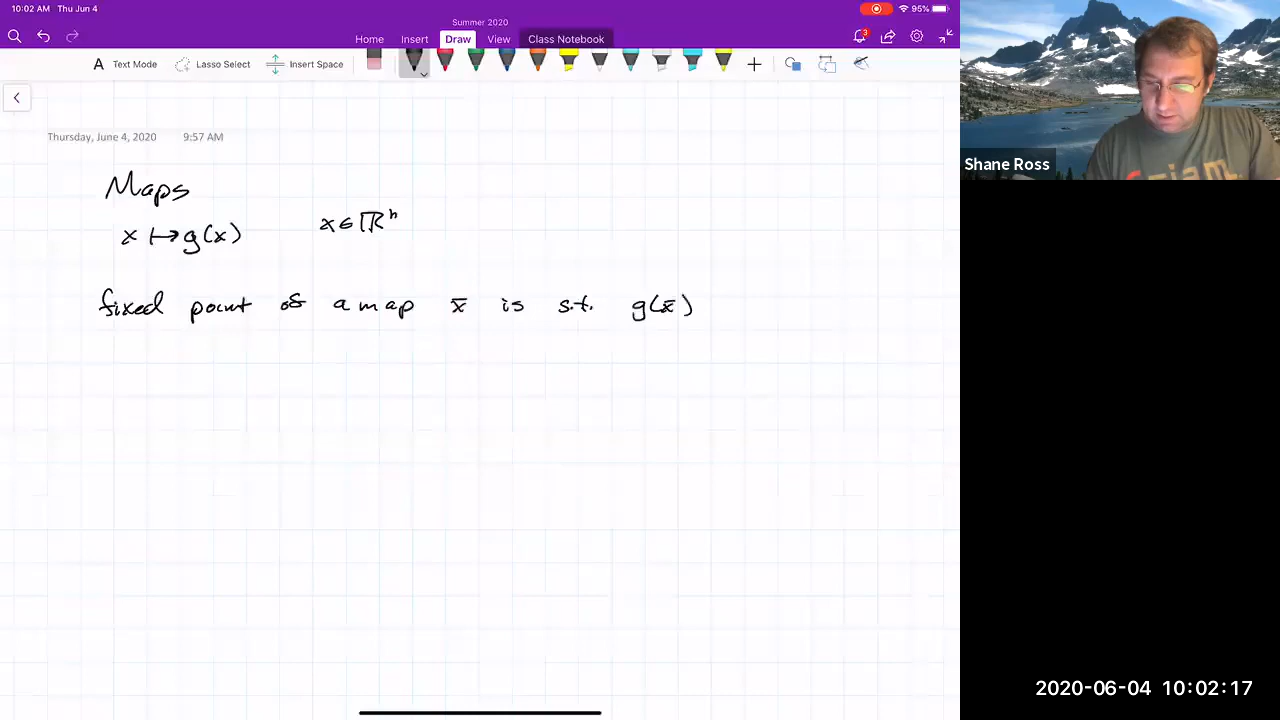 10:02 AM Thu Jun 4
95%
Summer 2020
Home Insert Draw View Class Notebook
3
Text Mode Lasso Select Insert Space
Thursday, June 4, 2020 9:57 AM
Maps
x ↦ g(x) x ∈ ℝⁿ
fixed point of a map x̄ is s.t. g(x̄)
Shane Ross
2020-06-04 10:02:17